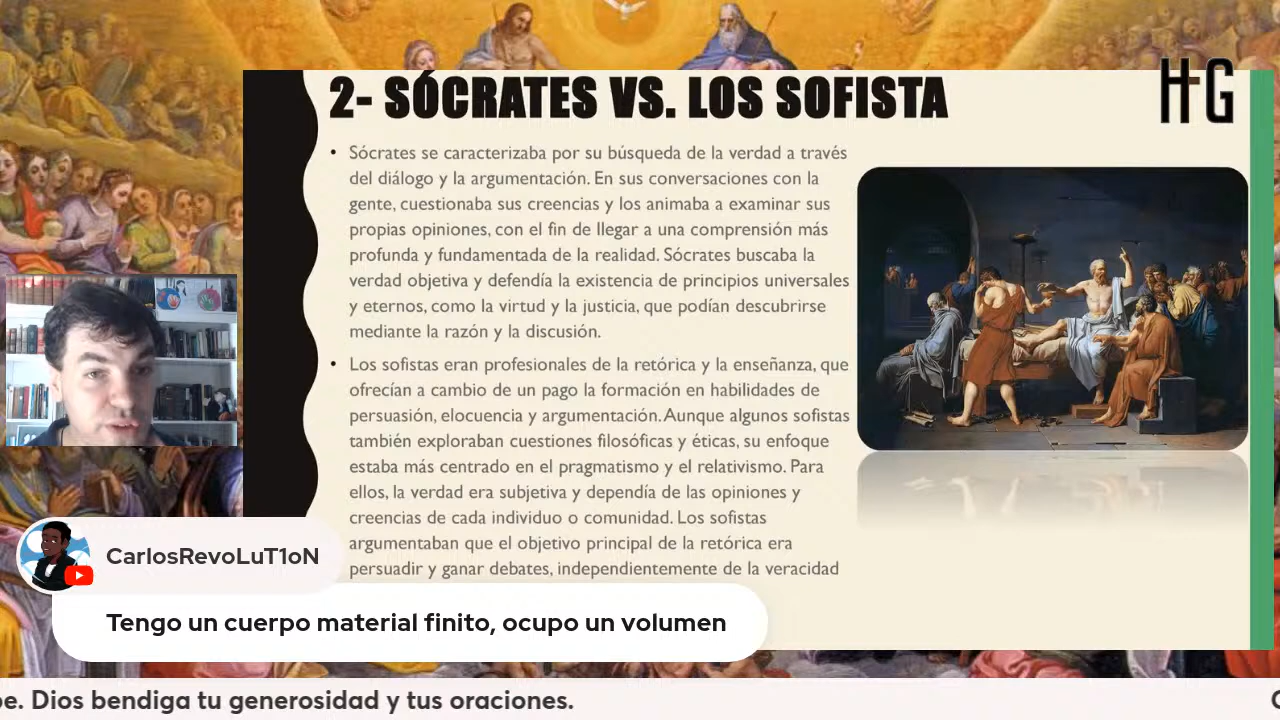 2- SÓCRATES VS. LOS SOFISTA
HG
• Sócrates se caracterizaba por su búsqueda de la verdad a través
del diálogo y la argumentación. En sus conversaciones con la
gente, cuestionaba sus creencias y los animaba a examinar sus
propias opiniones, con el fin de llegar a una comprensión más
profunda y fundamentada de la realidad. Sócrates buscaba la
verdad objetiva y defendía la existencia de principios universales
y eternos, como la virtud y la justicia, que podían descubrirse
mediante la razón y la discusión.
• Los sofistas eran profesionales de la retórica y la enseñanza, que
ofrecían a cambio de un pago la formación en habilidades de
persuasión, elocuencia y argumentación. Aunque algunos sofistas
también exploraban cuestiones filosóficas y éticas, su enfoque
estaba más centrado en el pragmatismo y el relativismo. Para
ellos, la verdad era subjetiva y dependía de las opiniones y
creencias de cada individuo o comunidad. Los sofistas
argumentaban que el objetivo principal de la retórica era
persuadir y ganar debates, independientemente de la veracidad
CarlosRevoLuT1oN
Tengo un cuerpo material finito, ocupo un volumen
Dios bendiga tu generosidad y tus oraciones.